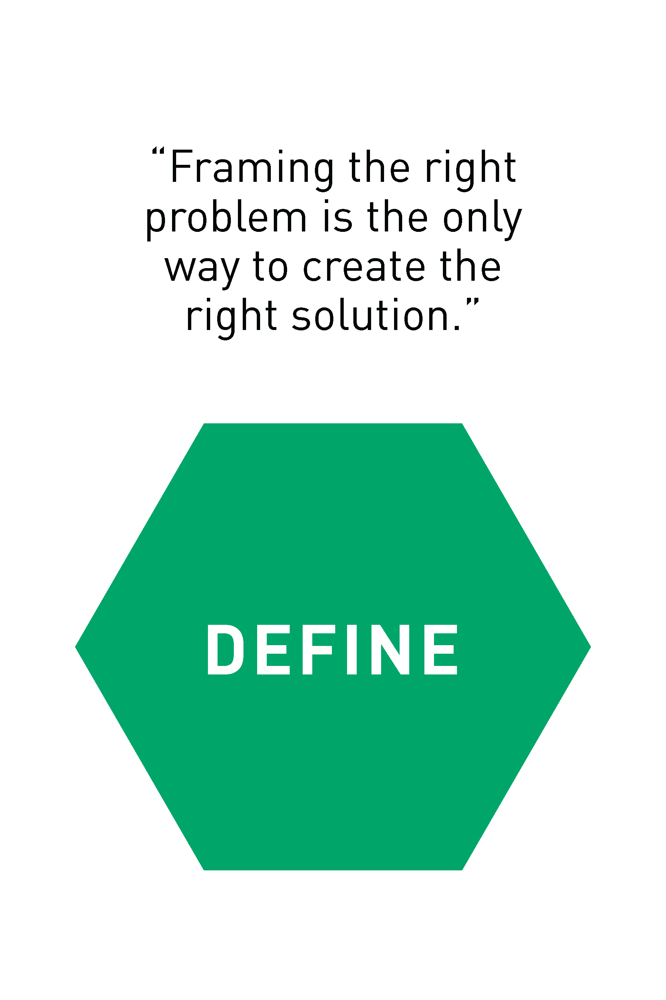 “Framing the right
problem is the only
way to create the
right solution.”
DEFINE